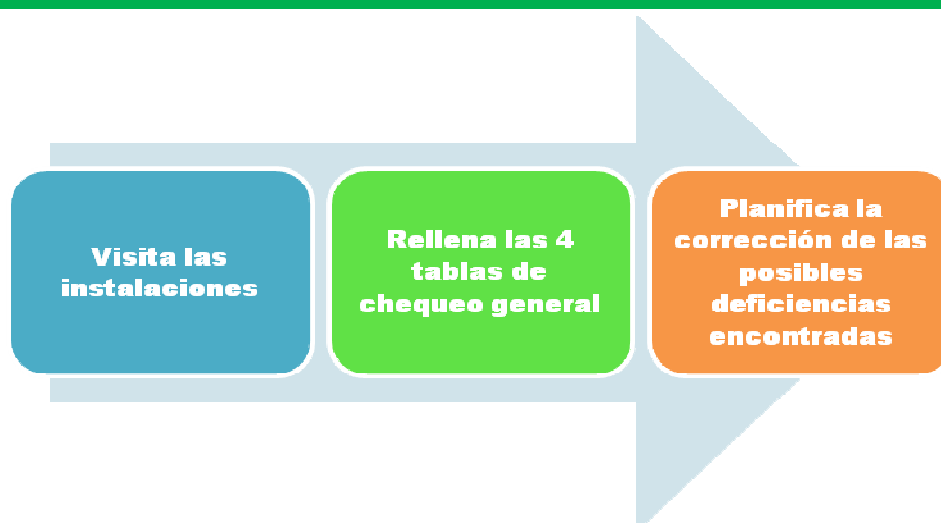 Visita las
instalaciones
Rellena las 4
tablas de
chequeo general
Planifica la
corrección de las
posibles
deficiencias
encontradas